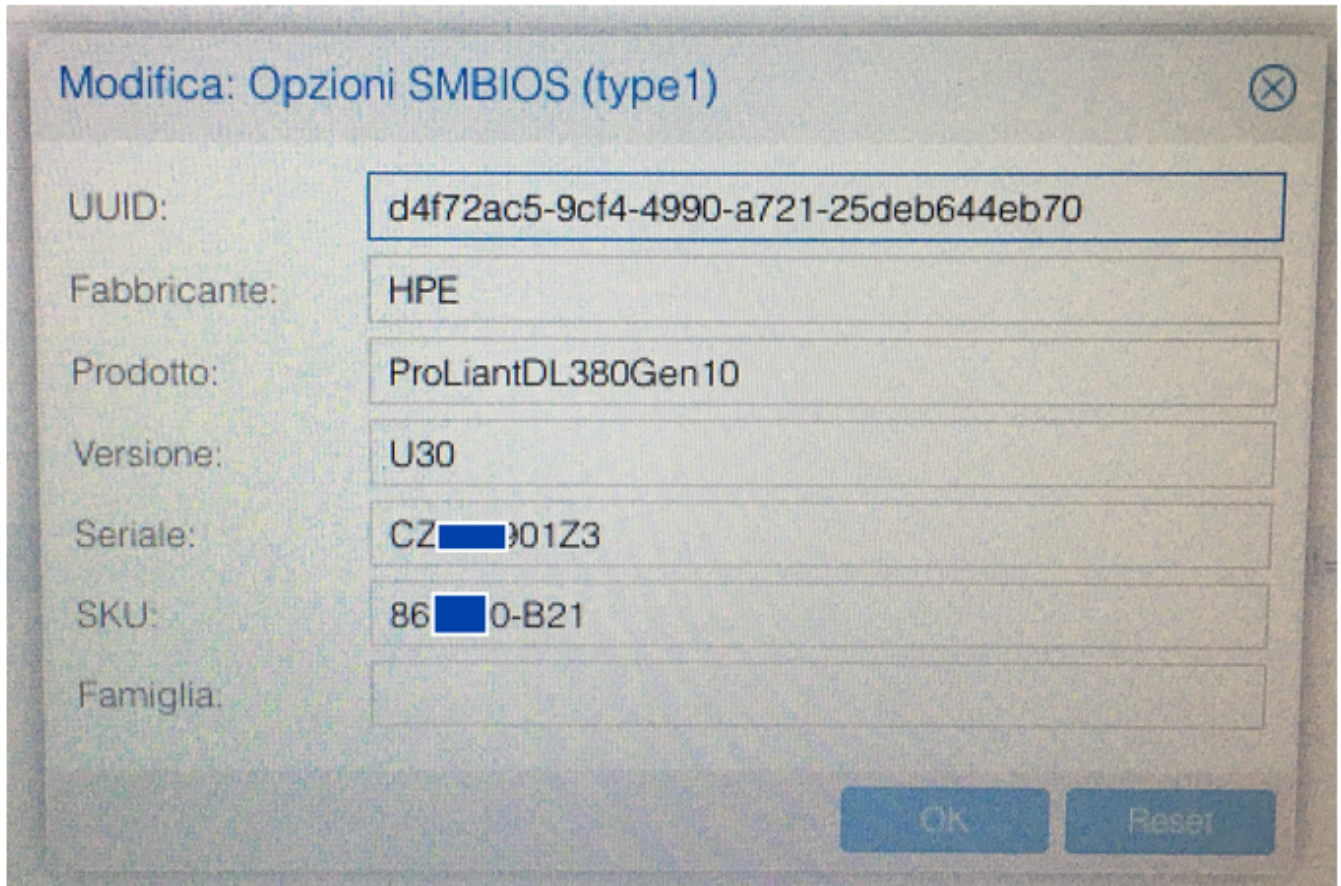 Modifica: Opzioni SMBIOS (type1)
UUID: d4f72ac5-9cf4-4990-a721-25deb644eb70
Fabbricante: HPE
Prodotto: ProLiantDL380Gen10
Versione: U30
Seriale: CZ 901Z3
SKU: 86 0-B21
Famiglia:
OK Reset